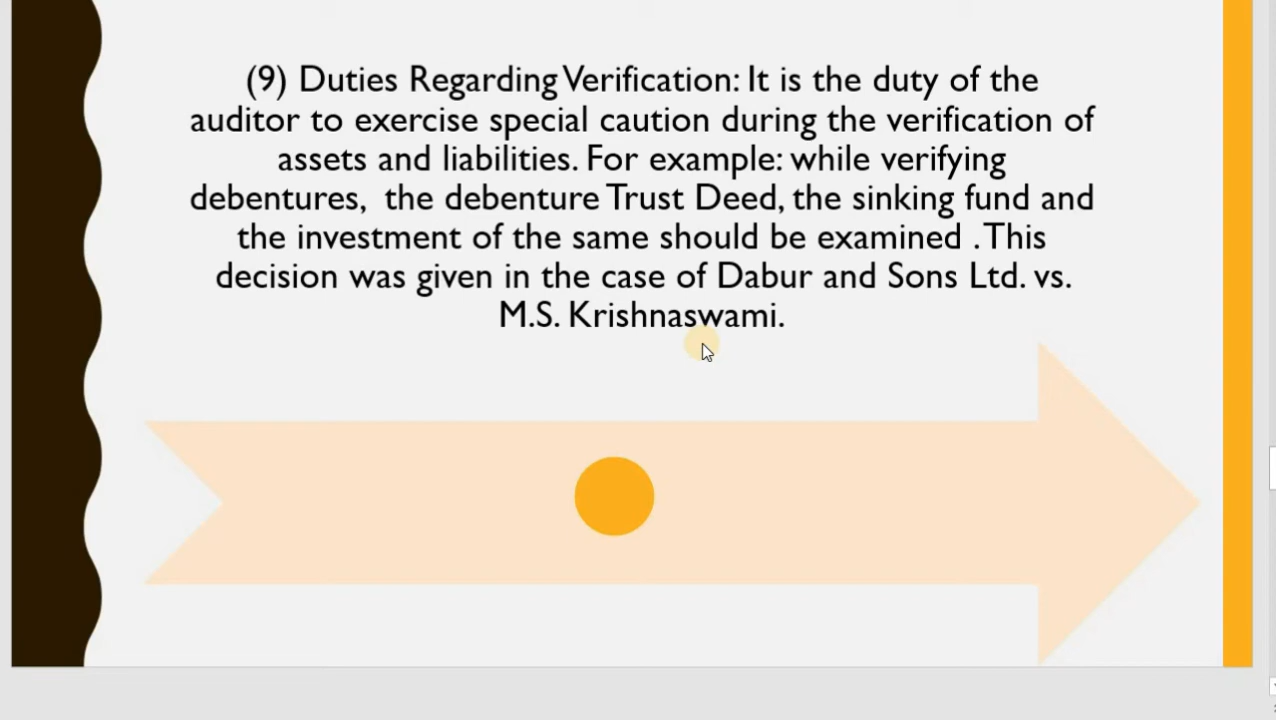 (9) Duties Regarding Verification: It is the duty of the
auditor to exercise special caution during the verification of
assets and liabilities. For example: while verifying
debentures,  the debenture Trust Deed, the sinking fund and
the investment of the same should be examined . This
decision was given in the case of Dabur and Sons Ltd. vs.
M.S. Krishnaswami.